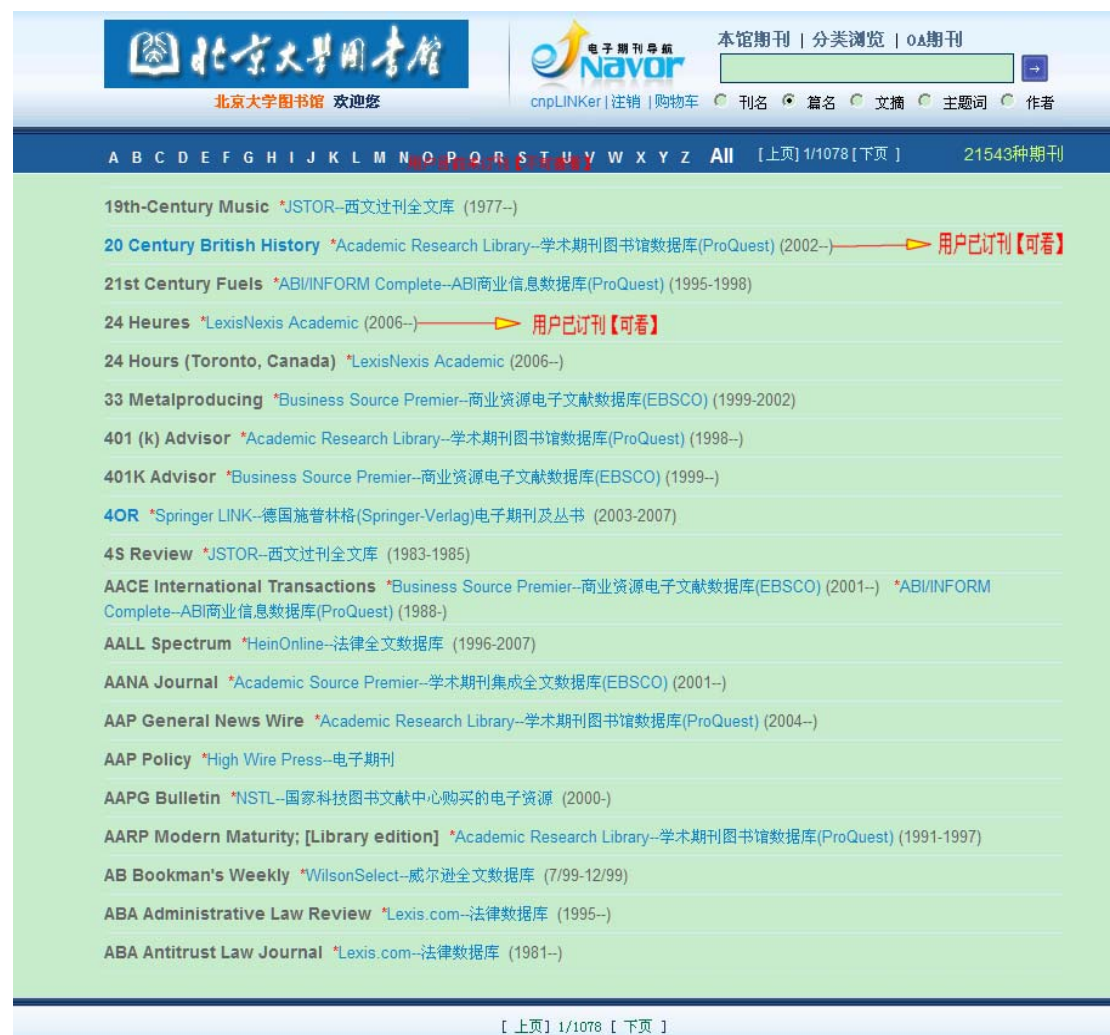 北京大学图书馆
电子期刊导航
Navor
本馆期刊 | 分类浏览 | OA期刊
北京大学图书馆 欢迎您
cnpLINKer | 注销 | 购物车 刊名 篇名 文摘 主题词 作者
A B C D E F G H I J K L M N O P Q R S T U V W X Y Z All [上页] 1/1078 [下页 ] 21543种期刊
19th-Century Music *JSTOR--西文过刊全文库 (1977--)
20 Century British History *Academic Research Library--学术期刊图书馆数据库(ProQuest) (2002--) 用户已订刊【可看】
21st Century Fuels *ABI/INFORM Complete--ABI商业信息数据库(ProQuest) (1995-1998)
24 Heures *LexisNexis Academic (2006--) 用户已订刊【可看】
24 Hours (Toronto, Canada) *LexisNexis Academic (2006--)
33 Metalproducing *Business Source Premier--商业资源电子文献数据库(EBSCO) (1999-2002)
401 (k) Advisor *Academic Research Library--学术期刊图书馆数据库(ProQuest) (1998--)
401K Advisor *Business Source Premier--商业资源电子文献数据库(EBSCO) (1999--)
4OR *Springer LINK--德国施普林格(Springer-Verlag)电子期刊及丛书 (2003-2007)
4S Review *JSTOR--西文过刊全文库 (1983-1985)
AACE International Transactions *Business Source Premier--商业资源电子文献数据库(EBSCO) (2001--) *ABI/INFORM
Complete--ABI商业信息数据库(ProQuest) (1988-)
AALL Spectrum *HeinOnline--法律全文数据库 (1996-2007)
AANA Journal *Academic Source Premier--学术期刊集成全文数据库(EBSCO) (2001--)
AAP General News Wire *Academic Research Library--学术期刊图书馆数据库(ProQuest) (2004--)
AAP Policy *High Wire Press--电子期刊
AAPG Bulletin *NSTL--国家科技图书文献中心购买的电子资源 (2000-)
AARP Modern Maturity; [Library edition] *Academic Research Library--学术期刊图书馆数据库(ProQuest) (1991-1997)
AB Bookman's Weekly *WilsonSelect--威尔逊全文数据库 (7/99-12/99)
ABA Administrative Law Review *Lexis.com--法律数据库 (1995--)
ABA Antitrust Law Journal *Lexis.com--法律数据库 (1981--)
[ 上页] 1/1078 [ 下页 ]